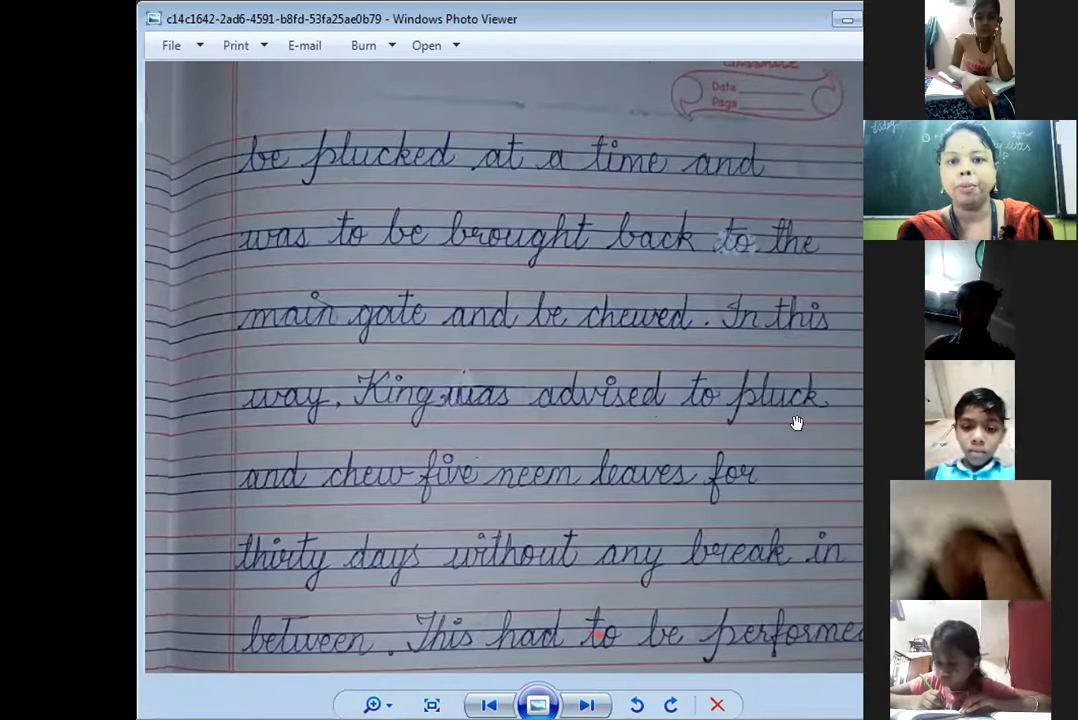 c14c1642-2ad6-4591-b8fd-53fa25ae0b79 - Windows Photo Viewer
File Print E-mail Burn Open
CLASSMATE
Date
Page
be plucked at a time and
was to be brought back to the
main gate and be chewed. In this
way, King was advised to pluck
and chew five neem leaves for
thirty days without any break in
between. This had to be performed